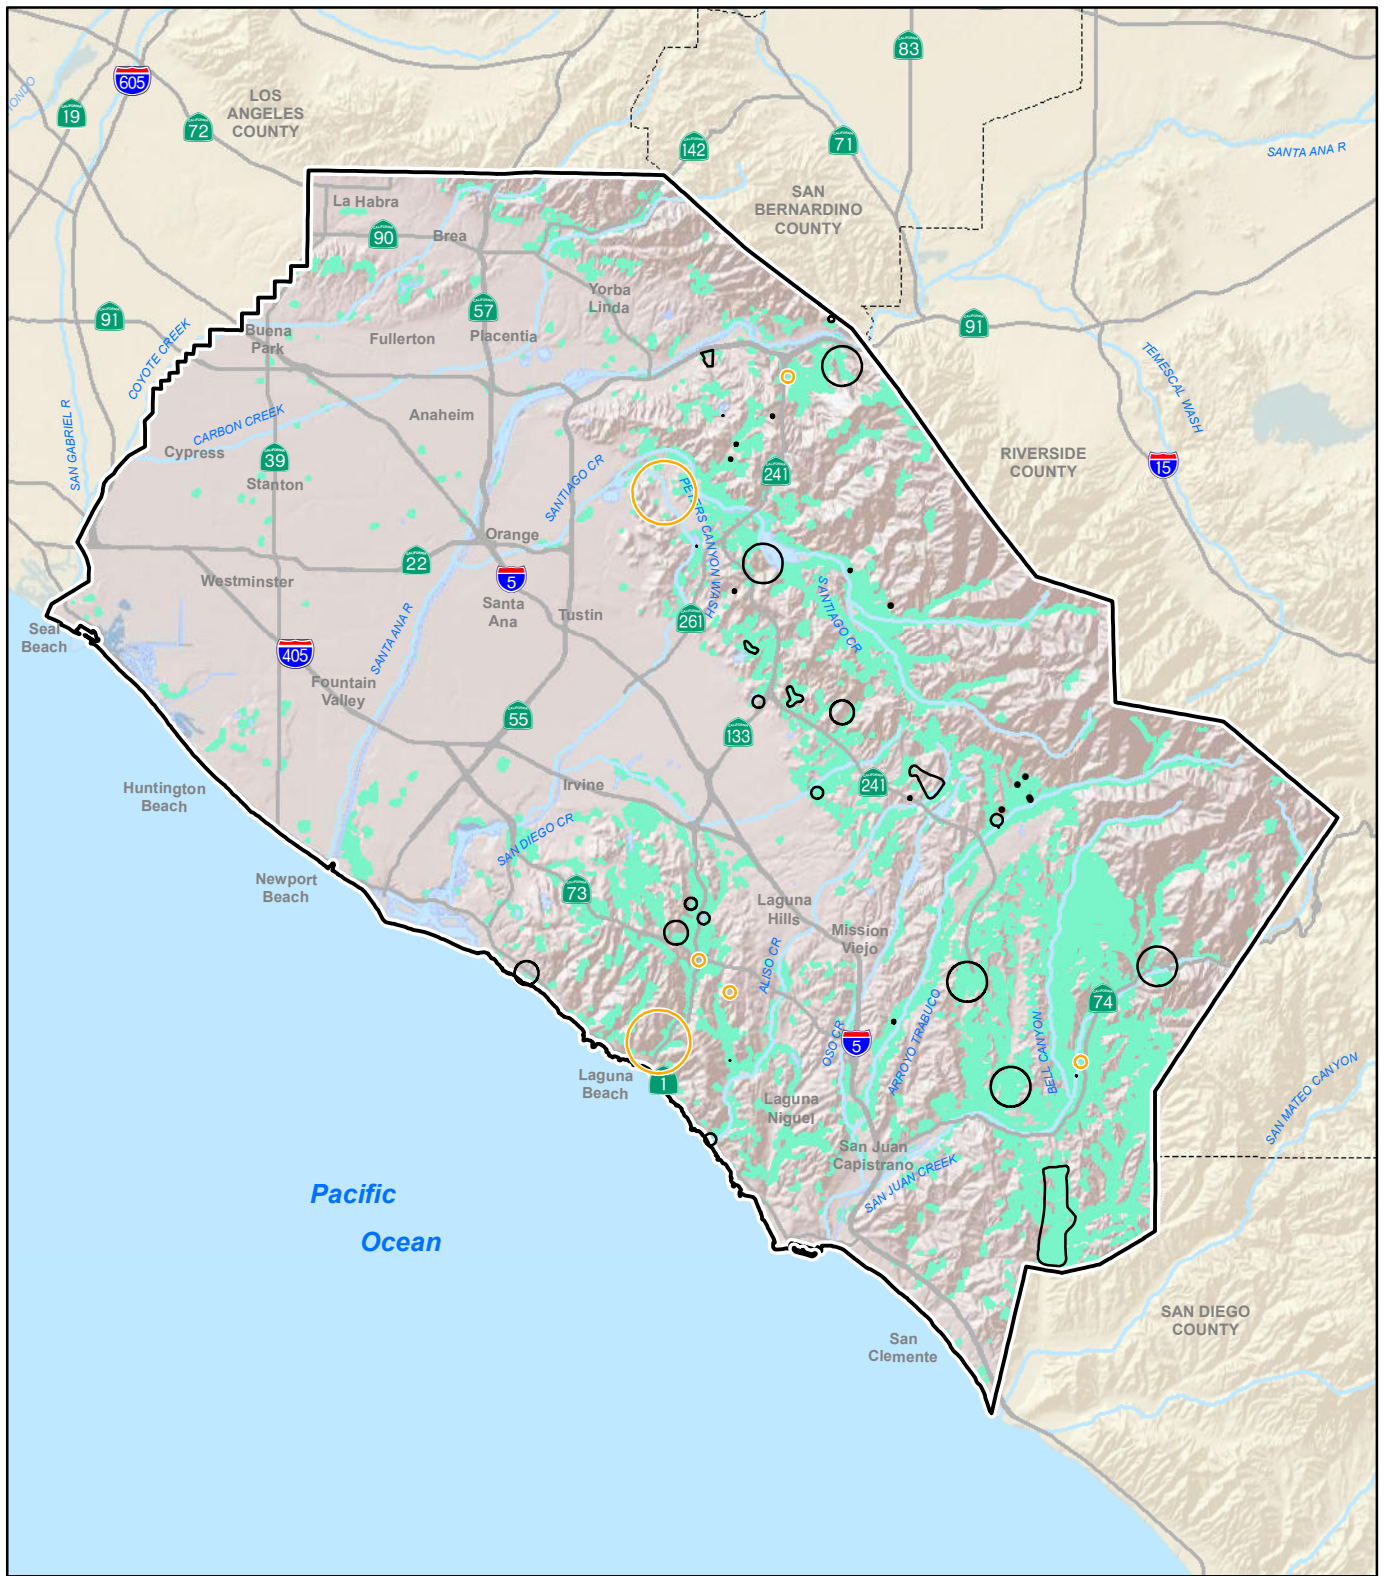 83
605
LOS
ANGELES
COUNTY
19
72
142
71
SANTA ANA R
SAN
BERNARDINO
COUNTY
La Habra
90
Brea
Yorba
Linda
57
91
Buena
Park
Fullerton
Placentia
91
COYOTE CREEK
TEMESCAL WASH
Anaheim
CARBON CREEK
Cypress
SAN GABRIEL R
39
Stanton
SANTIAGO CR
241
RIVERSIDE
COUNTY
15
PETERS CANYON WASH
Orange
22
Westminster
5
Santa
Ana
Tustin
261
S SANTIAGO CR
Seal
Beach
405
SANTA ANA R
Fountain
Valley
55
133
Irvine
241
Huntington
Beach
SAN DIEGO CR
Newport
Beach
73
Laguna
Hills
Mission
Viejo
ALISO CR
74
ARROYO TRABUCO
OSO CR
5
BELL CANYON
Laguna
Beach
1
Laguna
Niguel
SAN MATEO CANYON
San Juan
Capistrano
SAN JUAN CREEK
Pacific
Ocean
SAN DIEGO
COUNTY
San
Clemente